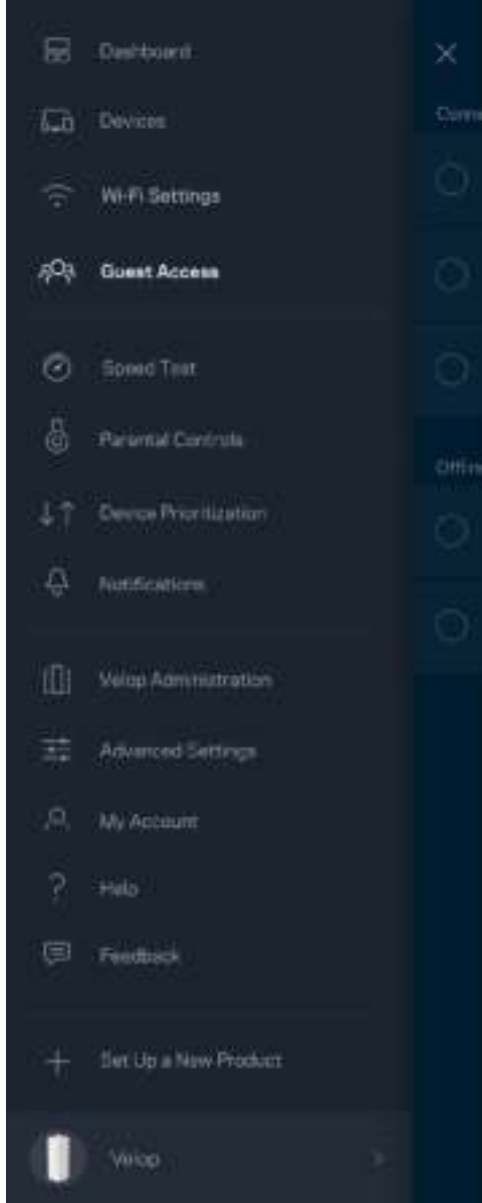 Dashboard
Devices
Wi-Fi Settings
Guest Access
Speed Test
Parental Controls
Device Prioritization
Notifications
Velop Administration
Advanced Settings
My Account
Help
Feedback
Set Up a New Product
Velop